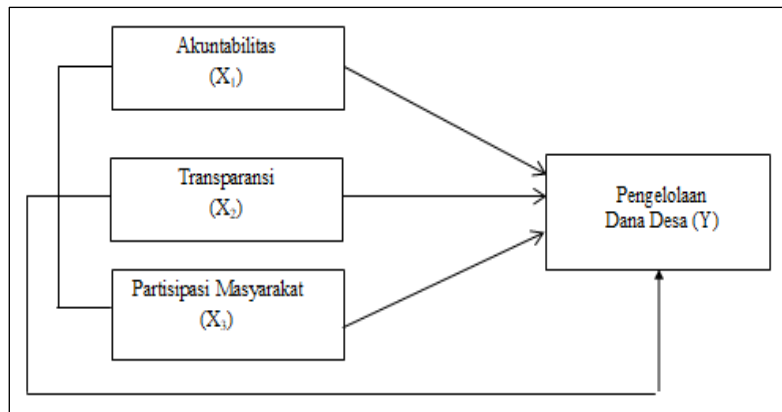 Akuntabilitas
(X₁)
Transparansi
(X₂)
Partisipasi Masyarakat
(X₃)
Pengelolaan
Dana Desa (Y)